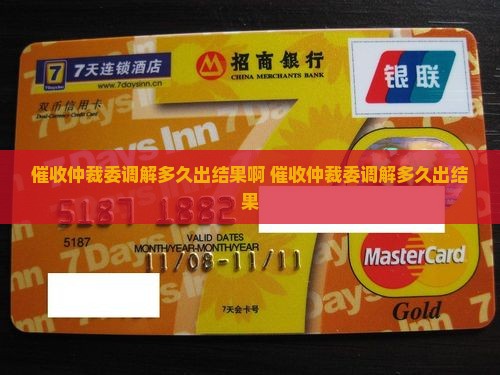 7
7Days Inn
7天连锁酒店
www.7daysinn.cn
招商银行
CHINA MERCHANTS BANK
银联
双币信用卡
Dual-Currency Credit Card
7Days Inn
催收仲裁委调解多久出结果啊 催收仲裁委调解多久出结
果
5187 1882
5187
VALID DATES
MONTH/YEAR-MONTH/YEAR
11/08-11/11
MasterCard
7天会卡号
Gold